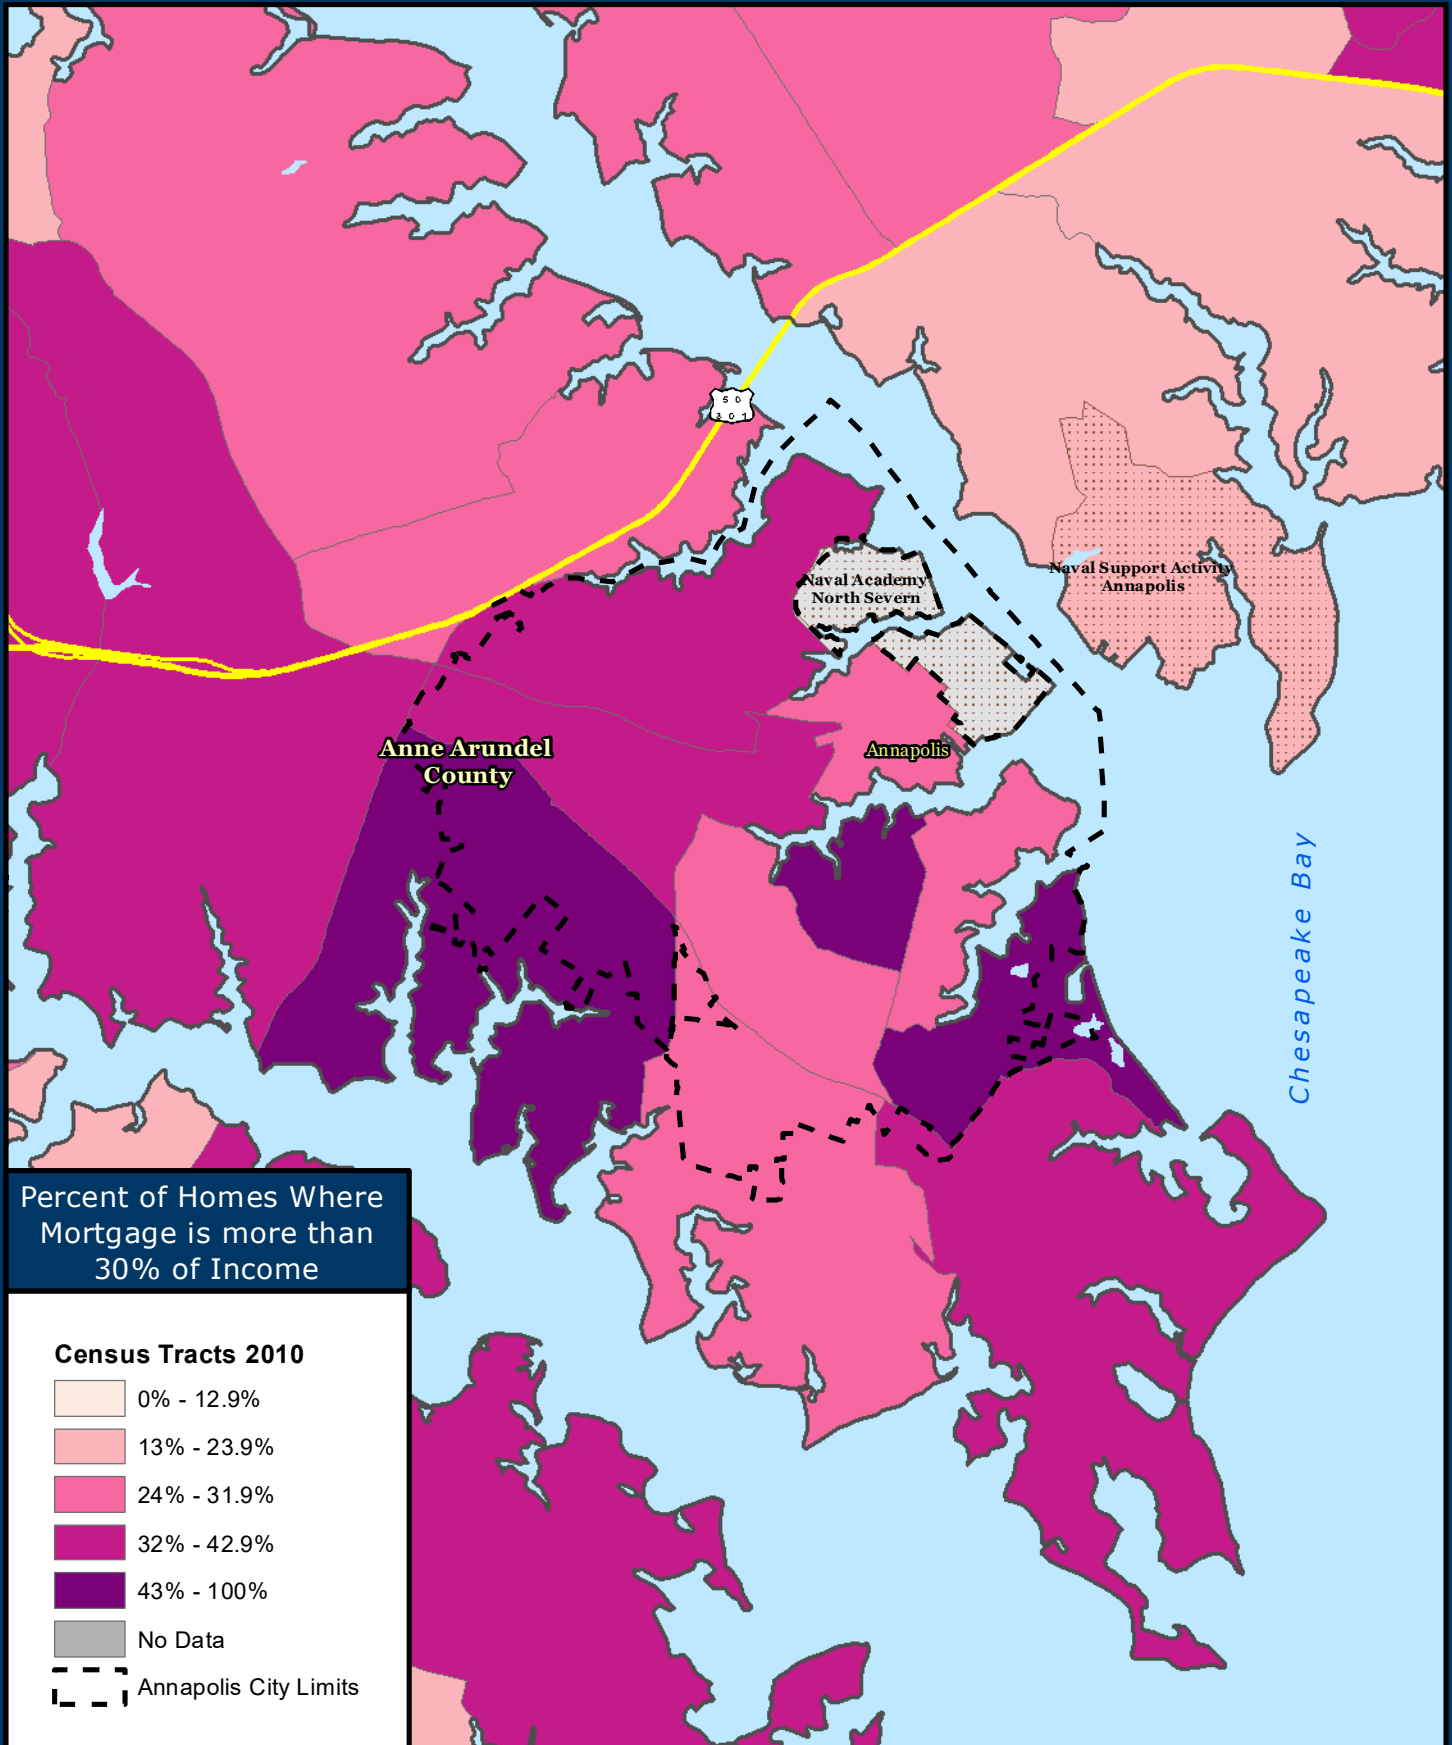 50
301
Naval Academy
North Severn
Naval Support Activity
Annapolis
Anne Arundel
County
Annapolis
Chesapeake Bay
Percent of Homes Where
Mortgage is more than
30% of Income
Census Tracts 2010
0% - 12.9%
13% - 23.9%
24% - 31.9%
32% - 42.9%
43% - 100%
No Data
Annapolis City Limits